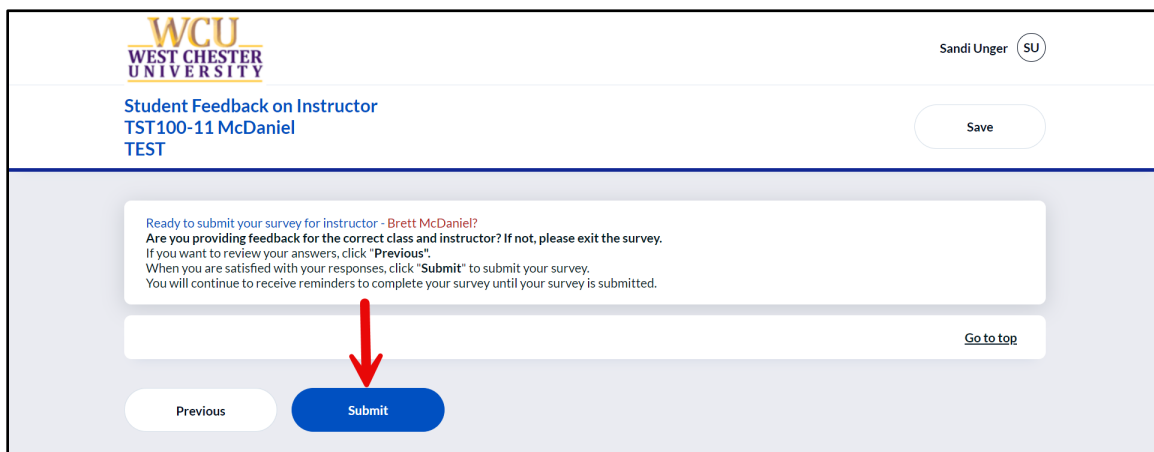 WCU
WEST CHESTER
UNIVERSITY
Sandi Unger SU
Student Feedback on Instructor
TST100-11 McDaniel
TEST
Save
Ready to submit your survey for instructor - Brett McDaniel?
Are you providing feedback for the correct class and instructor? If not, please exit the survey.
If you want to review your answers, click "Previous".
When you are satisfied with your responses, click "Submit" to submit your survey.
You will continue to receive reminders to complete your survey until your survey is submitted.
Go to top
Previous
Submit